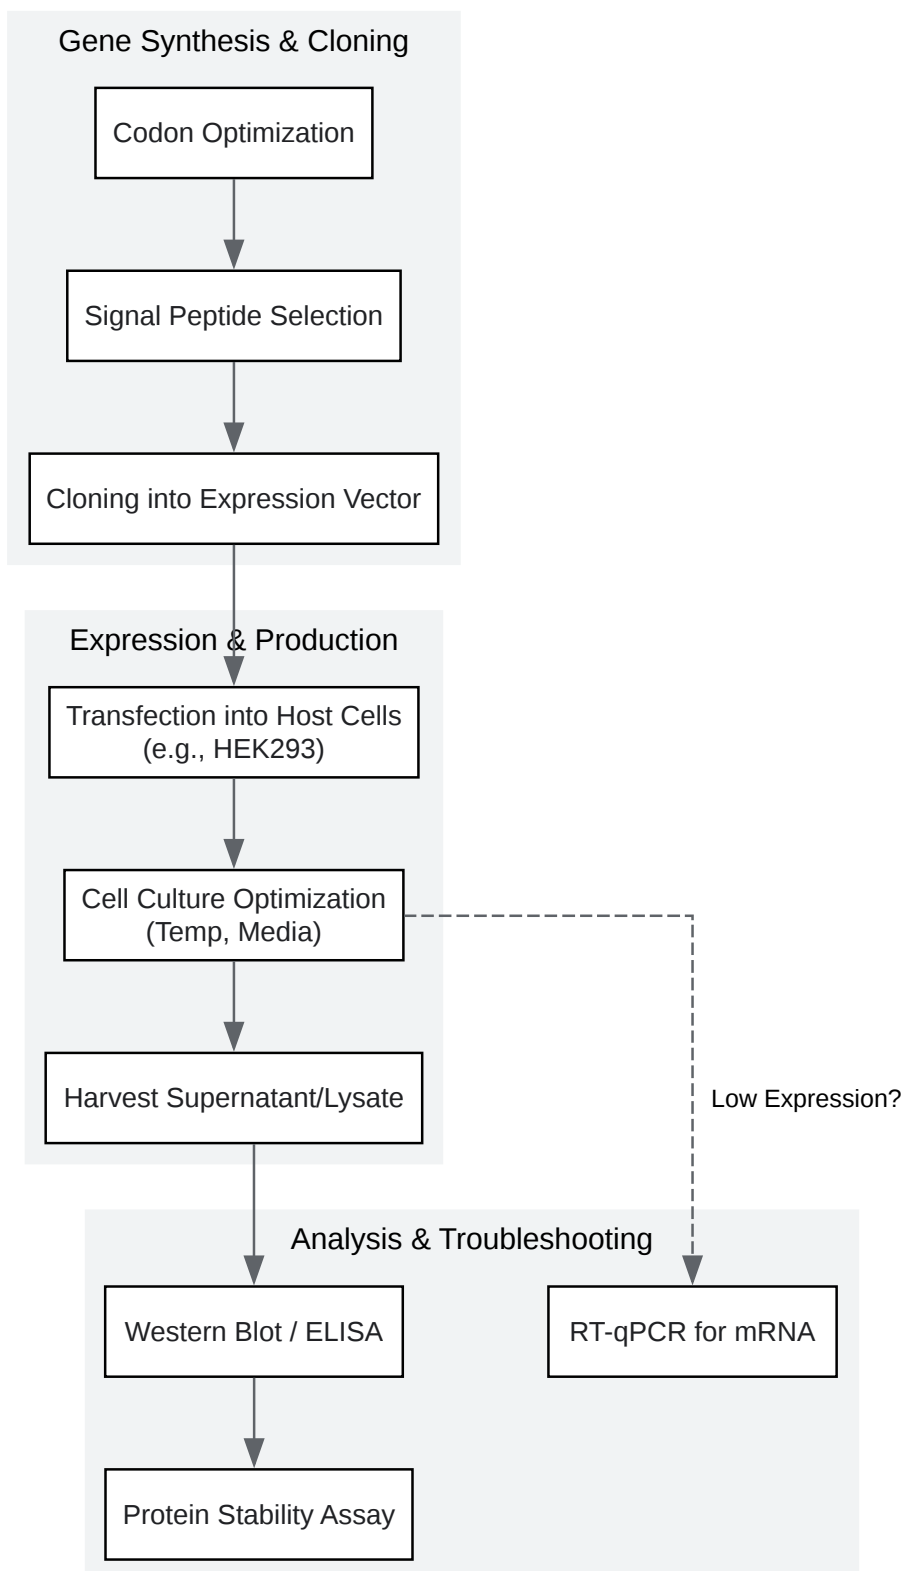 Gene Synthesis & Cloning
Codon Optimization
Signal Peptide Selection
Cloning into Expression Vector
Expression & Production
Transfection into Host Cells
(e.g., HEK293)
Cell Culture Optimization
(Temp, Media)
Harvest Supernatant/Lysate
Low Expression?
Analysis & Troubleshooting
Western Blot / ELISA
RT-qPCR for mRNA
Protein Stability Assay